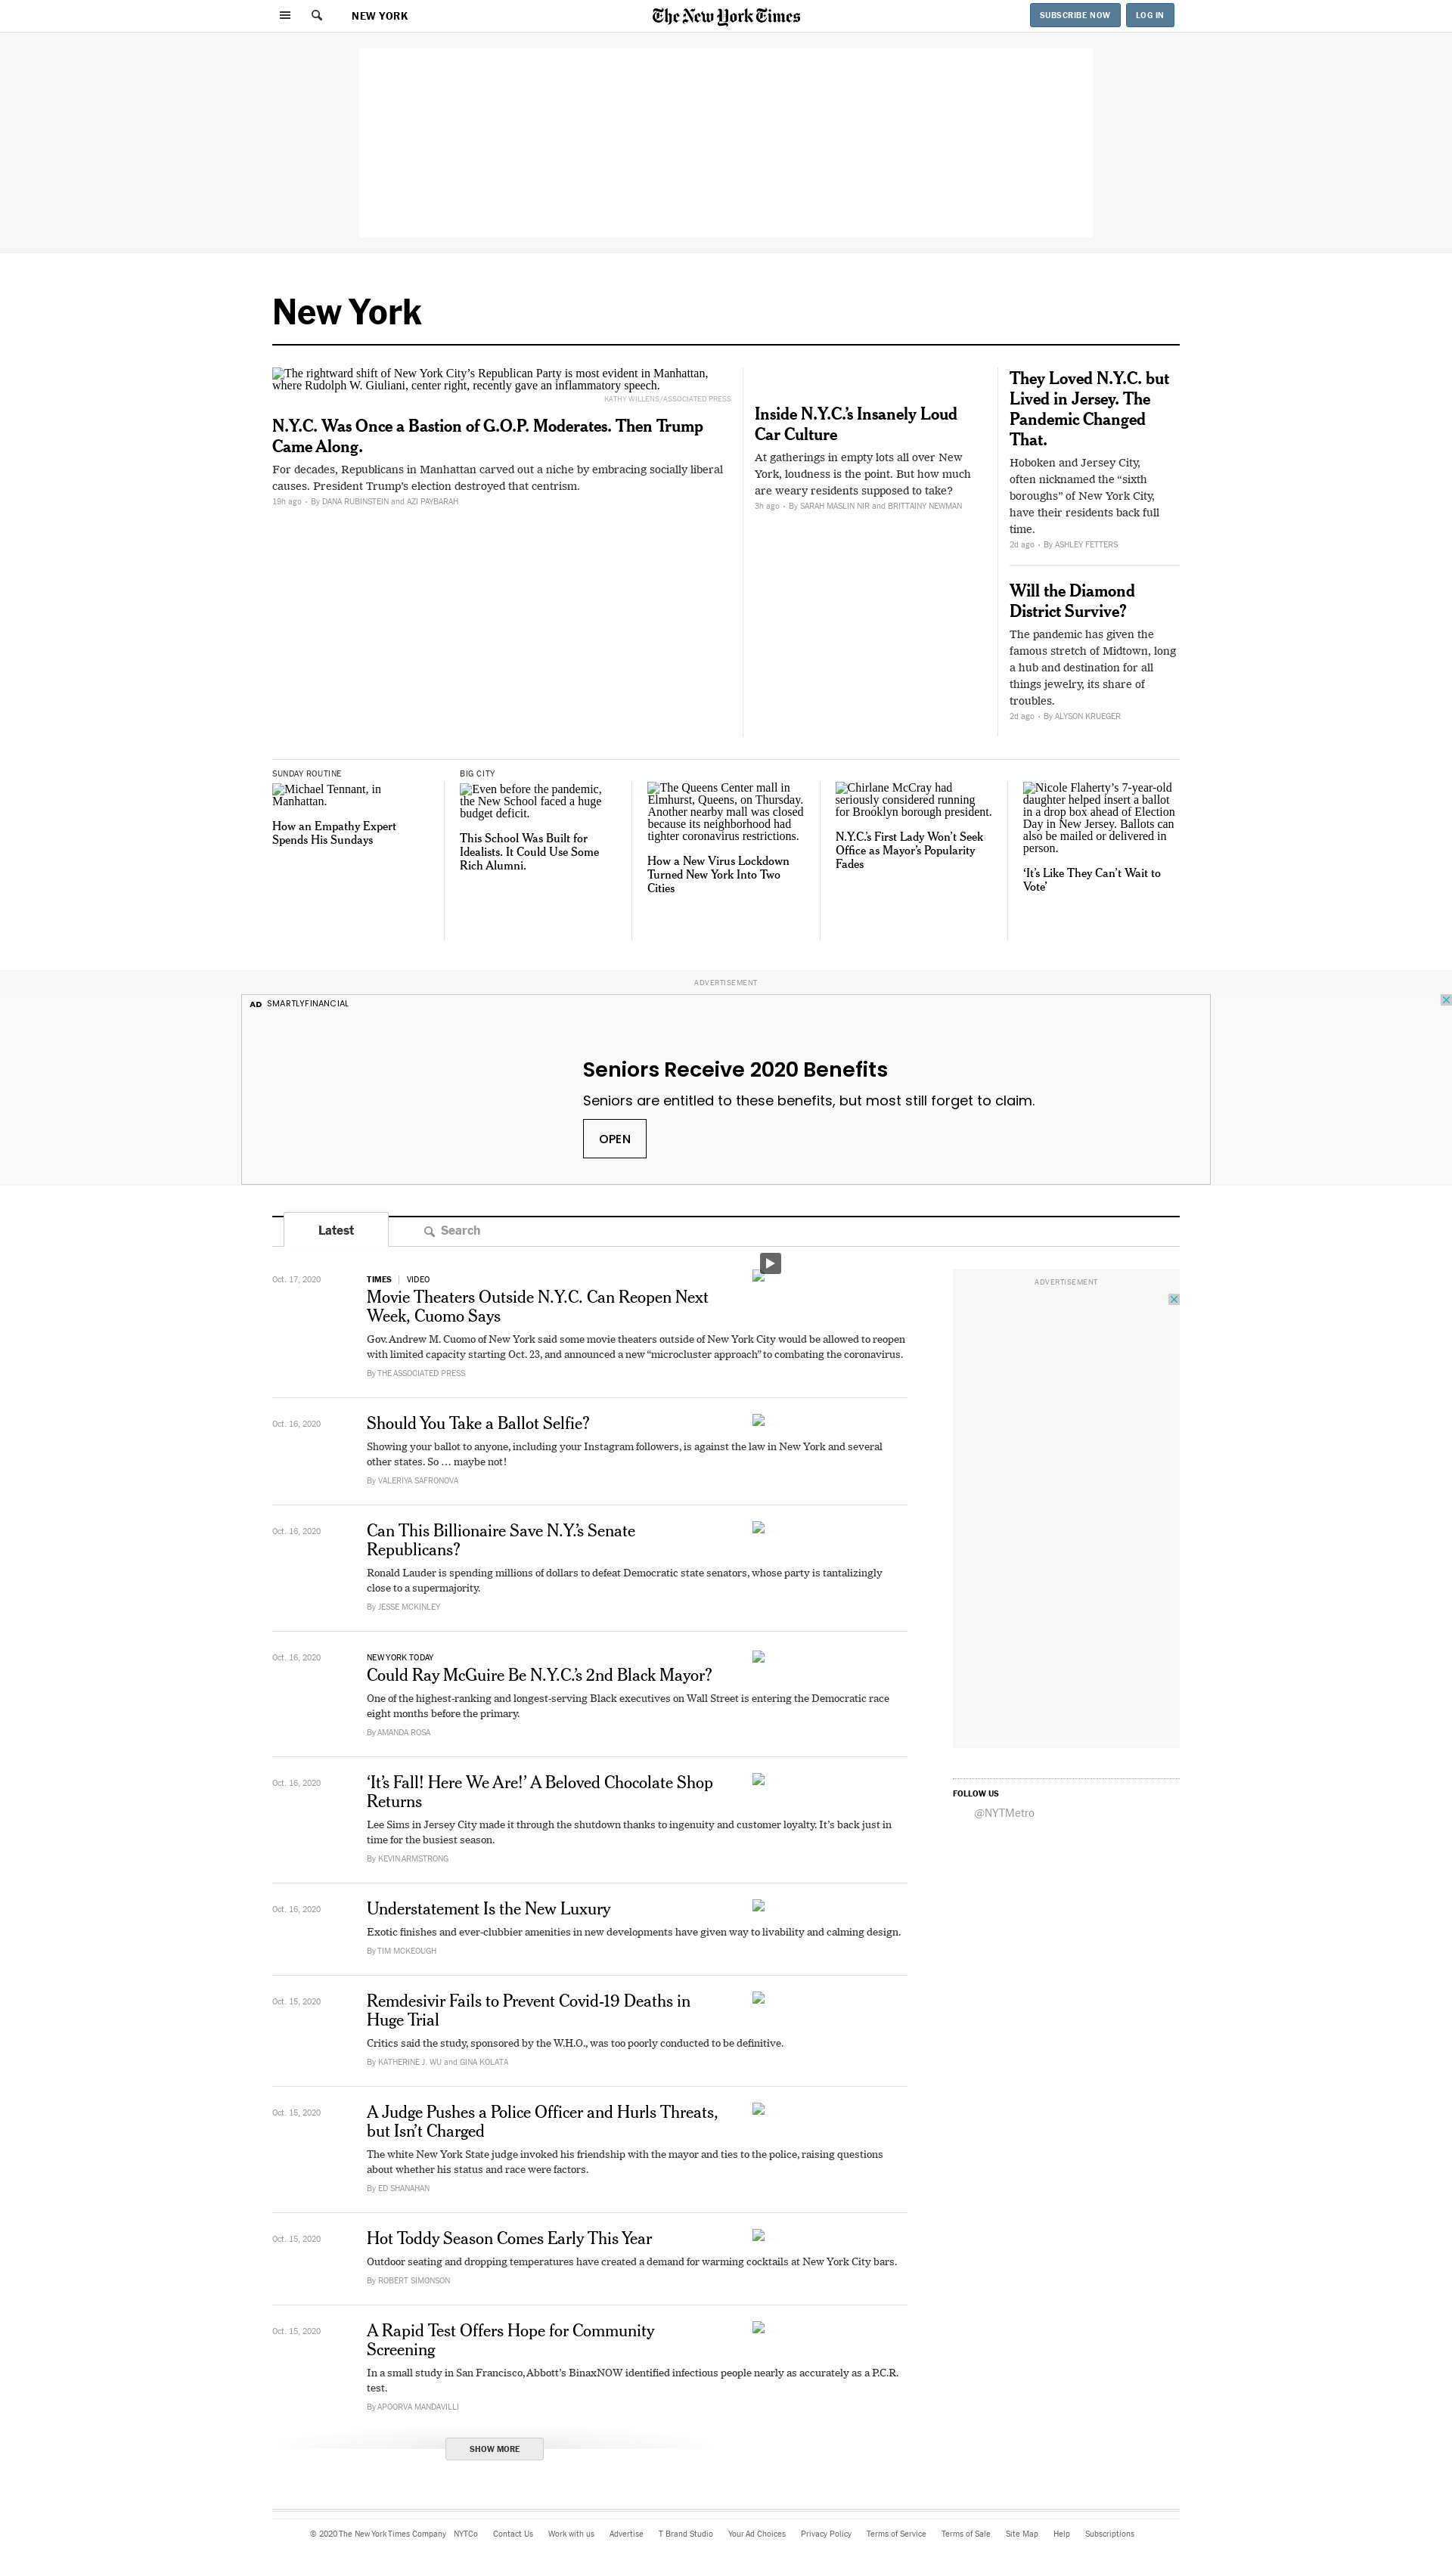 NEW YORK
The New York Times
SUBSCRIBE NOW
LOG IN
New York
The rightward shift of New York City’s Republican Party is most evident in Manhattan,
where Rudolph W. Giuliani, center right, recently gave an inflammatory speech.
KATHY WILLENS/ASSOCIATED PRESS
N.Y.C. Was Once a Bastion of G.O.P. Moderates. Then Trump
Came Along.
For decades, Republicans in Manhattan carved out a niche by embracing socially liberal
causes. President Trump’s election destroyed that centrism.
19h ago • By DANA RUBINSTEIN and AZI PAYBARAH
Inside N.Y.C.’s Insanely Loud
Car Culture
At gatherings in empty lots all over New
York, loudness is the point. But how much
are weary residents supposed to take?
3h ago • By SARAH MASLIN NIR and BRITTAINY NEWMAN
They Loved N.Y.C. but
Lived in Jersey. The
Pandemic Changed
That.
Hoboken and Jersey City,
often nicknamed the “sixth
boroughs” of New York City,
have their residents back full
time.
2d ago • By ASHLEY FETTERS
Will the Diamond
District Survive?
The pandemic has given the
famous stretch of Midtown, long
a hub and destination for all
things jewelry, its share of
troubles.
2d ago • By ALYSON KRUEGER
SUNDAY ROUTINE
Michael Tennant, in
Manhattan.
How an Empathy Expert
Spends His Sundays
BIG CITY
Even before the pandemic,
the New School faced a huge
budget deficit.
This School Was Built for
Idealists. It Could Use Some
Rich Alumni.
The Queens Center mall in
Elmhurst, Queens, on Thursday.
Another nearby mall was closed
because its neighborhood had
tighter coronavirus restrictions.
How a New Virus Lockdown
Turned New York Into Two
Cities
Chirlane McCray had
seriously considered running
for Brooklyn borough president.
N.Y.C.’s First Lady Won’t Seek
Office as Mayor’s Popularity
Fades
Nicole Flaherty’s 7-year-old
daughter helped insert a ballot
in a drop box ahead of Election
Day in New Jersey. Ballots can
also be mailed or delivered in
person.
‘It’s Like They Can’t Wait to
Vote’
ADVERTISEMENT
AD SMARTLYFINANCIAL
Seniors Receive 2020 Benefits
Seniors are entitled to these benefits, but most still forget to claim.
OPEN
Latest
Search
Oct. 17, 2020
TIMES | VIDEO
Movie Theaters Outside N.Y.C. Can Reopen Next
Week, Cuomo Says
Gov. Andrew M. Cuomo of New York said some movie theaters outside of New York City would be allowed to reopen
with limited capacity starting Oct. 23, and announced a new “microcluster approach” to combating the coronavirus.
By THE ASSOCIATED PRESS
Oct. 16, 2020
Should You Take a Ballot Selfie?
Showing your ballot to anyone, including your Instagram followers, is against the law in New York and several
other states. So … maybe not!
By VALERIYA SAFRONOVA
Oct. 16, 2020
Can This Billionaire Save N.Y.’s Senate
Republicans?
Ronald Lauder is spending millions of dollars to defeat Democratic state senators, whose party is tantalizingly
close to a supermajority.
By JESSE MCKINLEY
Oct. 16, 2020
NEW YORK TODAY
Could Ray McGuire Be N.Y.C.’s 2nd Black Mayor?
One of the highest-ranking and longest-serving Black executives on Wall Street is entering the Democratic race
eight months before the primary.
By AMANDA ROSA
Oct. 16, 2020
‘It’s Fall! Here We Are!’ A Beloved Chocolate Shop
Returns
Lee Sims in Jersey City made it through the shutdown thanks to ingenuity and customer loyalty. It’s back just in
time for the busiest season.
By KEVIN ARMSTRONG
Oct. 16, 2020
Understatement Is the New Luxury
Exotic finishes and ever-clubbier amenities in new developments have given way to livability and calming design.
By TIM MCKEOUGH
Oct. 15, 2020
Remdesivir Fails to Prevent Covid-19 Deaths in
Huge Trial
Critics said the study, sponsored by the W.H.O., was too poorly conducted to be definitive.
By KATHERINE J. WU and GINA KOLATA
Oct. 15, 2020
A Judge Pushes a Police Officer and Hurls Threats,
but Isn’t Charged
The white New York State judge invoked his friendship with the mayor and ties to the police, raising questions
about whether his status and race were factors.
By ED SHANAHAN
Oct. 15, 2020
Hot Toddy Season Comes Early This Year
Outdoor seating and dropping temperatures have created a demand for warming cocktails at New York City bars.
By ROBERT SIMONSON
Oct. 15, 2020
A Rapid Test Offers Hope for Community
Screening
In a small study in San Francisco, Abbott’s BinaxNOW identified infectious people nearly as accurately as a P.C.R.
test.
By APOORVA MANDAVILLI
SHOW MORE
ADVERTISEMENT
FOLLOW US
@NYTMetro
© 2020 The New York Times Company NYTCo Contact Us Work with us Advertise T Brand Studio Your Ad Choices Privacy Policy Terms of Service Terms of Sale Site Map Help Subscriptions